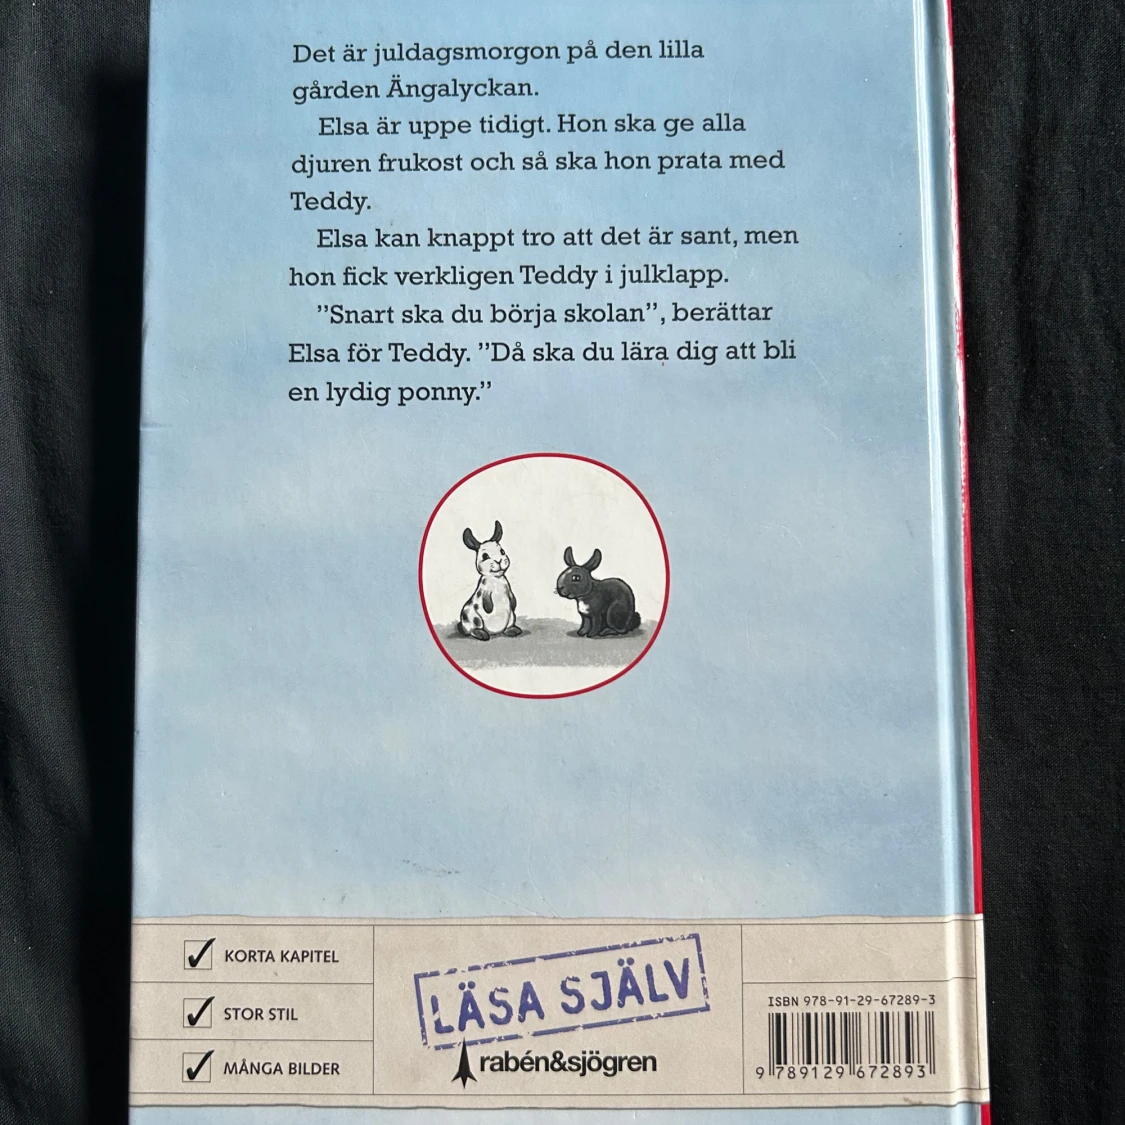 Det är juldagsmorgon på den lilla
gården Ängalyckan.
Elsa är uppe tidigt. Hon ska ge alla
djuren frukost och så ska hon prata med
Teddy.
Elsa kan knappt tro att det är sant, men
hon fick verkligen Teddy i julklapp.
”Snart ska du börja skolan”, berättar
Elsa för Teddy. ”Då ska du lära dig att bli
en lydig ponny.”
KORTA KAPITEL
STOR STIL
MÅNGA BILDER
LÄSA SJÄLV
rabén&sjögren
ISBN 978-91-29-67289-3
9 789129 672893